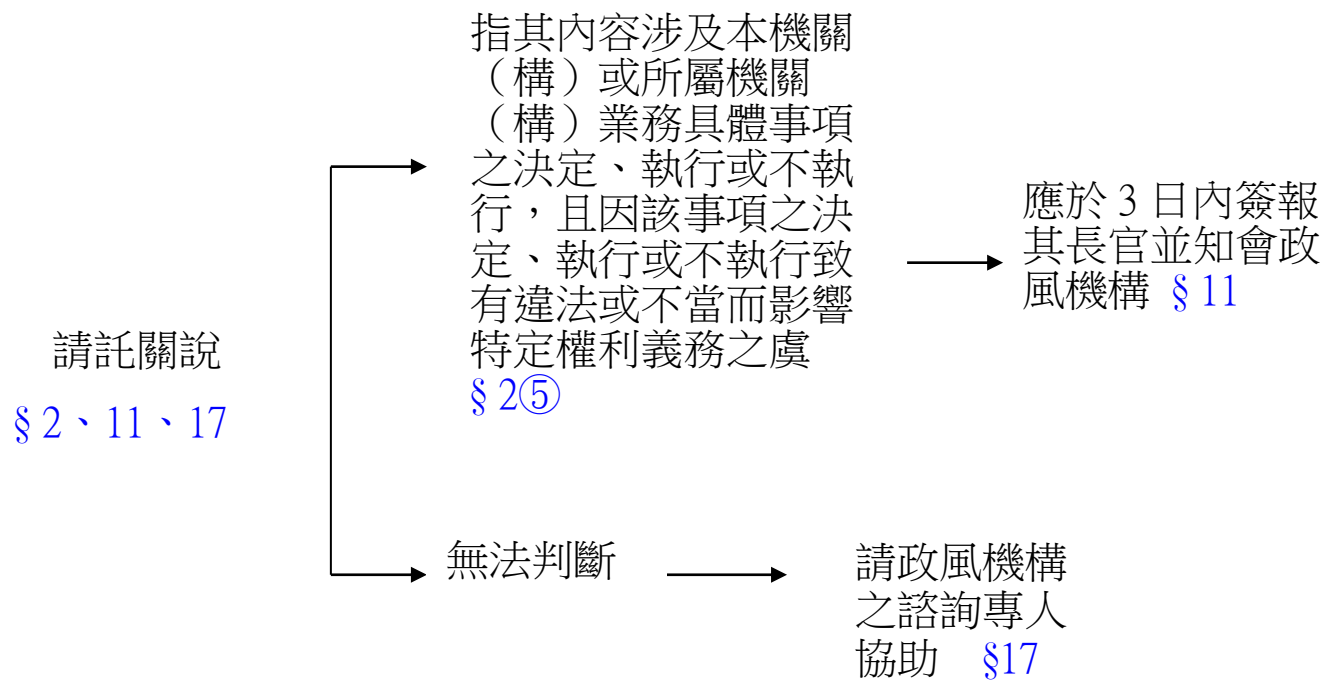 請託關說
§ 2、11、17
指其內容涉及本機關
（構）或所屬機關
（構）業務具體事項
之決定、執行或不執
行，且因該事項之決
定、執行或不執行致
有違法或不當而影響
特定權利義務之虞
§ 2⑤
應於 3 日內簽報
其長官並知會政
風機構 § 11
無法判斷
請政風機構
之諮詢專人
協助 §17